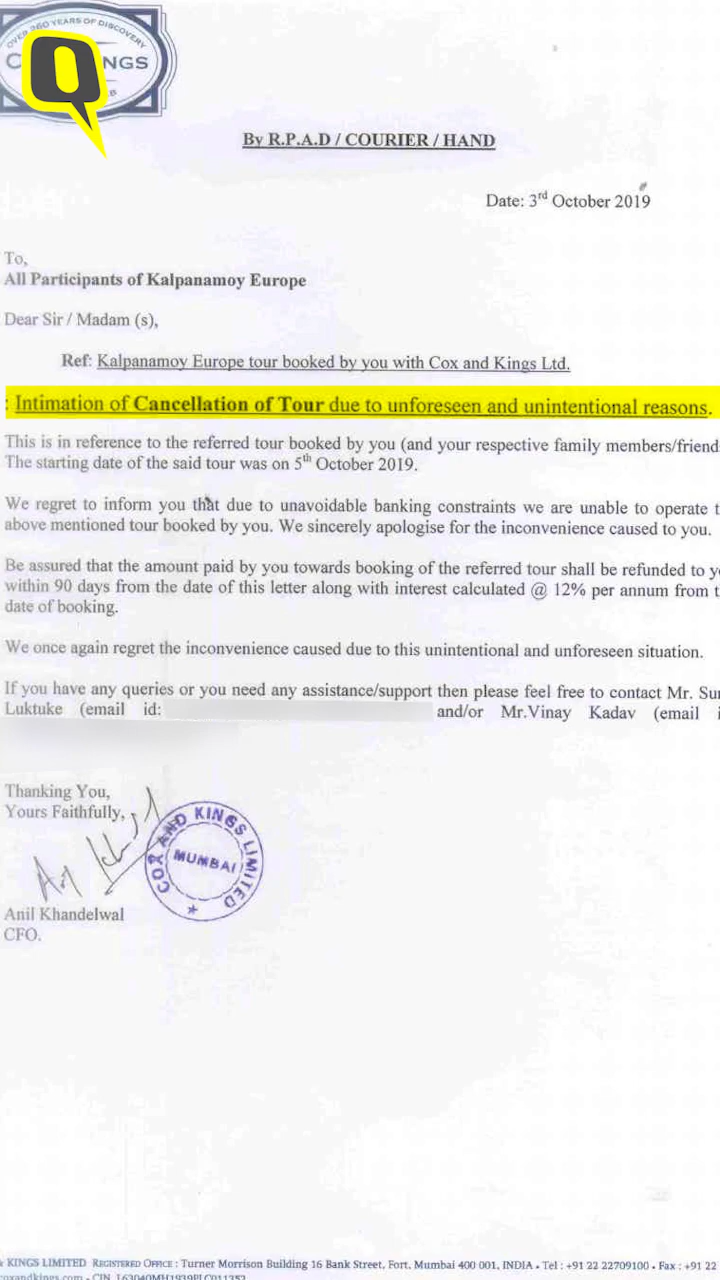 OVER 260 YEARS OF DISCOVERY
NGS
By R.P.A.D / COURIER / HAND
Date: 3rd October 2019
To,
All Participants of Kalpanamoy Europe
Dear Sir / Madam (s),
Ref: Kalpanamoy Europe tour booked by you with Cox and Kings Ltd.
: Intimation of Cancellation of Tour due to unforeseen and unintentional reasons.
This is in reference to the referred tour booked by you (and your respective family members/friend
The starting date of the said tour was on 5th October 2019.
We regret to inform you that due to unavoidable banking constraints we are unable to operate t
above mentioned tour booked by you. We sincerely apologise for the inconvenience caused to you.
Be assured that the amount paid by you towards booking of the referred tour shall be refunded to y
within 90 days from the date of this letter along with interest calculated @ 12% per annum from t
date of booking.
We once again regret the inconvenience caused due to this unintentional and unforeseen situation.
If you have any queries or you need any assistance/support then please feel free to contact Mr. Su
Luktuke (email id: and/or Mr.Vinay Kadav (email i
Thanking You,
Yours Faithfully,
COX AND KINGS LIMITED
MUMBAI
Anil Khandelwal
CFO.
KINGS LIMITED REGISTERED OFFICE : Turner Morrison Building 16 Bank Street, Fort, Mumbai 400 001, INDIA • Tel : +91 22 22709100 • Fax : +91 22
coxandkings.com - CIN